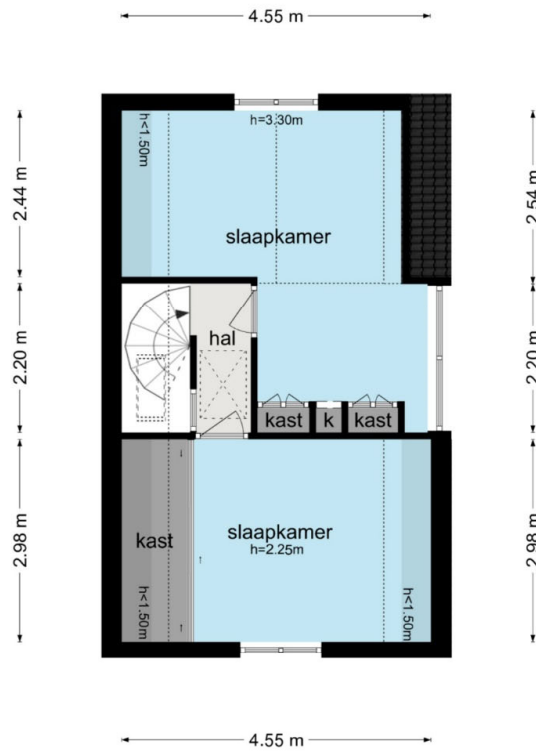 4.55 m
h<1.50m
h=3.30m
2.44 m
2.54 m
slaapkamer
hal
2.20 m
2.20 m
kast
k
kast
slaapkamer
h=2.25m
kast
2.98 m
2.98 m
h<1.50m
h<1.50m
4.55 m